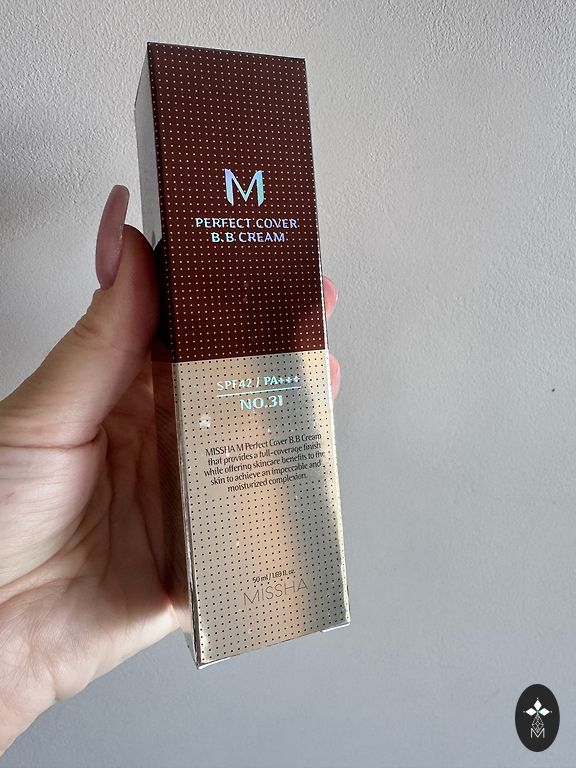 M
PERFECT COVER
B.B CREAM
SPF42 / PA+++
NO.31
MISSHA M Perfect Cover B.B Cream
that provides a full-coverage finish
while offering skincare benefits to the
skin to achieve an impeccable and
moisturized complexion.
50 ml / 1.69 fl. oz.
MISSHA
M